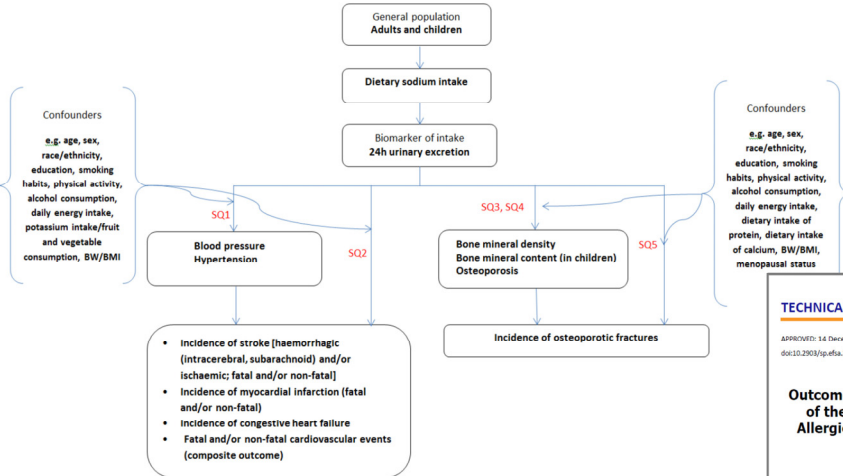 General population
Adults and children
Dietary sodium intake
Biomarker of intake
24h urinary excretion
Confounders
e.g. age, sex,
race/ethnicity,
education, smoking
habits, physical activity,
alcohol consumption,
daily energy intake,
potassium intake/fruit
and vegetable
consumption, BW/BMI
SQ1
SQ2
SQ3, SQ4
SQ5
Confounders
e.g. age, sex,
race/ethnicity,
education, smoking
habits, physical activity,
alcohol consumption,
daily energy intake,
dietary intake of
protein, dietary intake
of calcium, BW/BMI,
menopausal status
Blood pressure
Hypertension
Bone mineral density
Bone mineral content (in children)
Osteoporosis
• Incidence of stroke [haemorrhagic
(intracerebral, subarachnoid) and/or
ischaemic; fatal and/or non-fatal]
• Incidence of myocardial infarction (fatal
and/or non-fatal)
• Incidence of congestive heart failure
• Fatal and/or non-fatal cardiovascular events
(composite outcome)
Incidence of osteoporotic fractures
TECHNICA
APPROVED: 14 Dece
doi:10.2903/sp.efsa.
Outcom
of the
Allergi